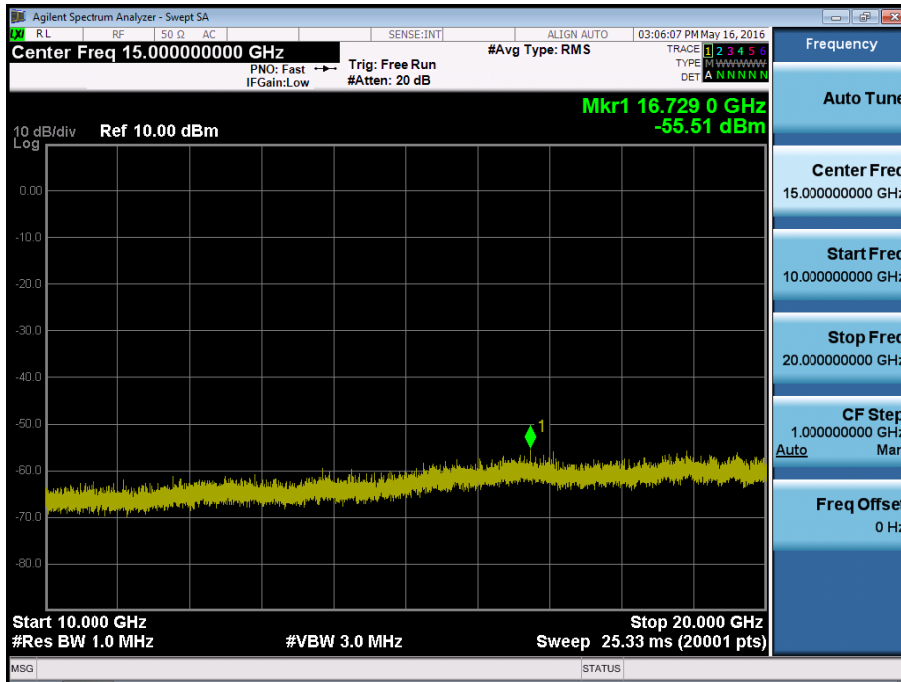 Agilent Spectrum Analyzer - Swept SA
LXI RL RF 50 Ω AC SENSE:INT ALIGN AUTO 03:06:07 PM May 16, 2016
Center Freq 15.000000000 GHz
PNO: Fast
IFGain:Low
Trig: Free Run
#Atten: 20 dB
#Avg Type: RMS
TRACE 1 2 3 4 5 6
TYPE M W W W W W
DET A N N N N N
Mkr1 16.729 0 GHz
-55.51 dBm
10 dB/div Ref 10.00 dBm
Log
0.00
-10.0
-20.0
-30.0
-40.0
-50.0
-60.0
-70.0
-80.0
1
Start 10.000 GHz Stop 20.000 GHz
#Res BW 1.0 MHz #VBW 3.0 MHz Sweep 25.33 ms (20001 pts)
MSG STATUS
Frequency
Auto Tune
Center Freq
15.000000000 GHz
Start Freq
10.000000000 GHz
Stop Freq
20.000000000 GHz
CF Step
1.000000000 GHz
Auto Man
Freq Offset
0 Hz